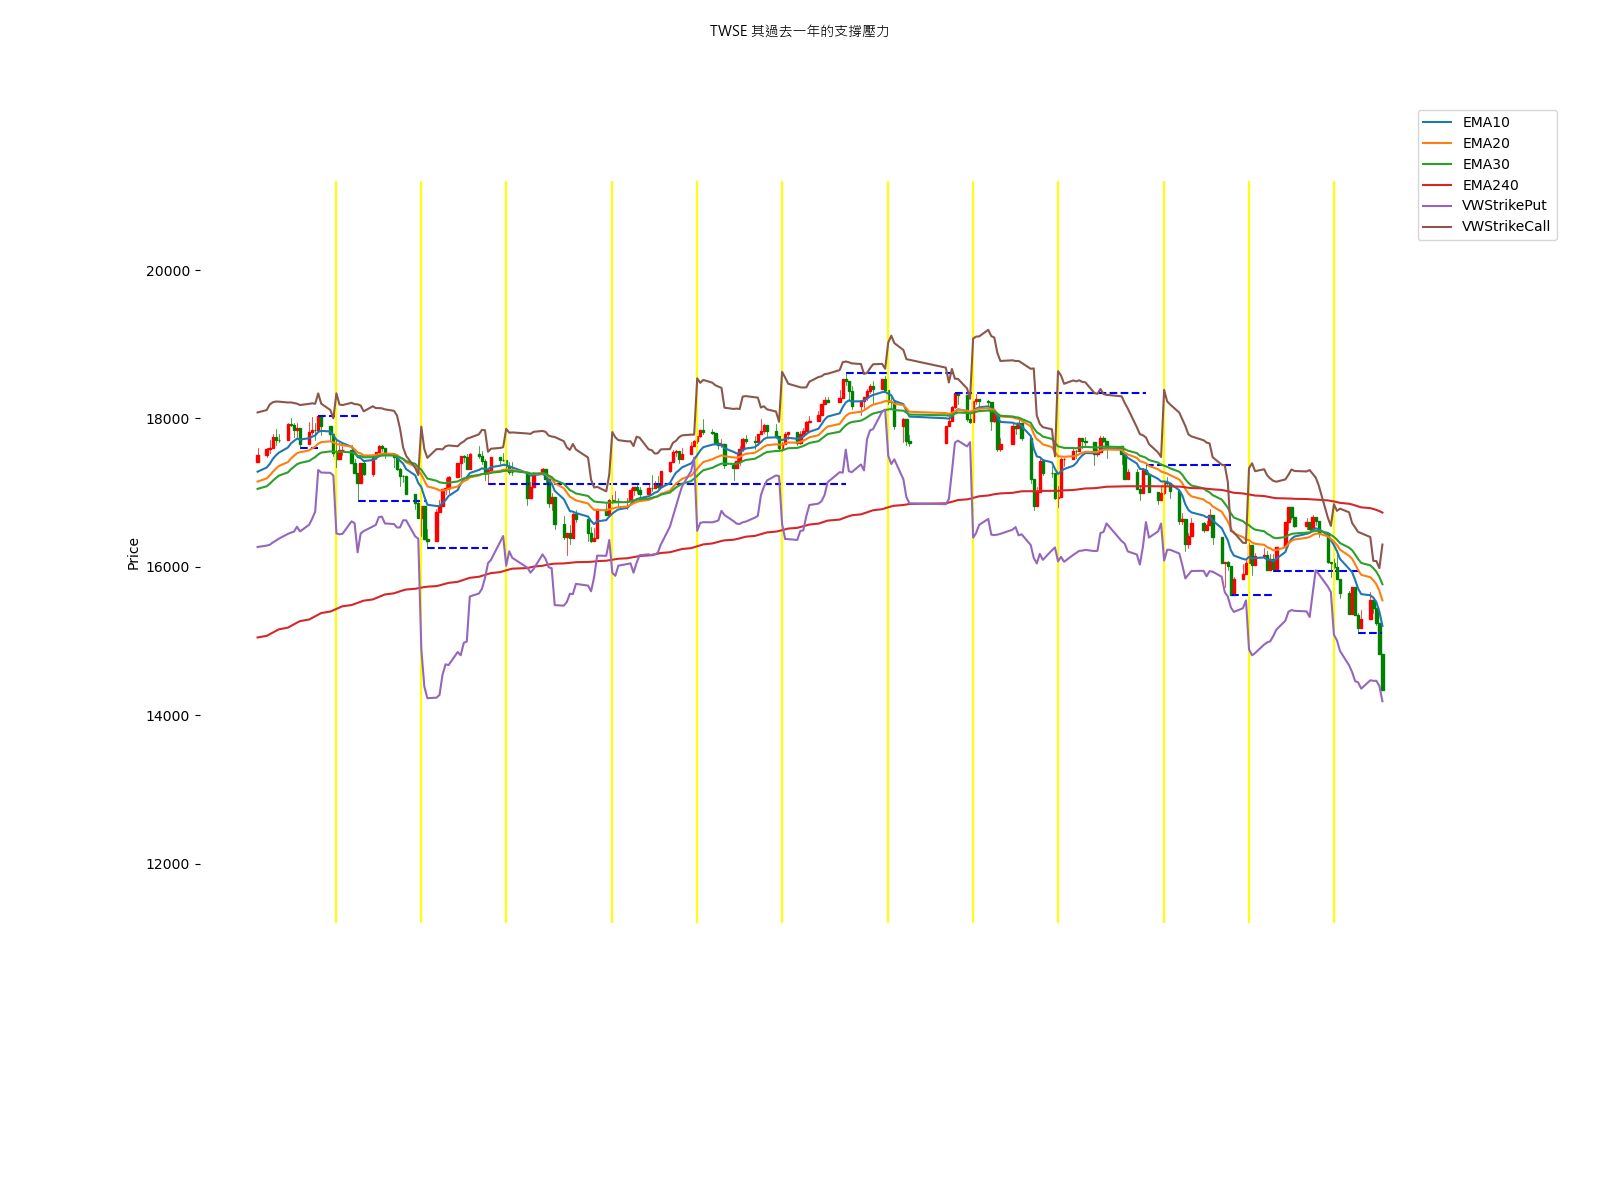 TWSE 其過去一年的支撐壓力
EMA10
EMA20
EMA30
EMA240
VWStrikePut
VWStrikeCall
20000
18000
16000
14000
12000
Price